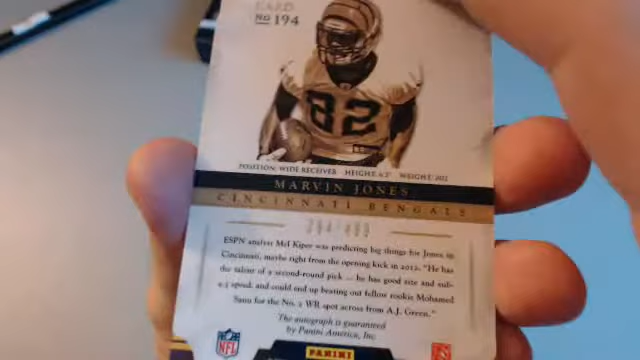 CARD
NO 194
82
POSITION: WIDE RECEIVER HEIGHT: 6'2" WEIGHT: 202
MARVIN JONES
CINCINNATI BENGALS
ESPN analyst Mel Kiper was predicting big things for Jones in
Cincinnati, maybe right from the opening kick in 2012. "He has
the talent of a second-round pick ... he has good size and sub-
4.5 speed, and could end up beating out fellow rookie Mohamed
Sanu for the No. 2 WR spot across from A.J. Green."
The autograph is guaranteed
by Panini America, Inc
NFL
PANINI